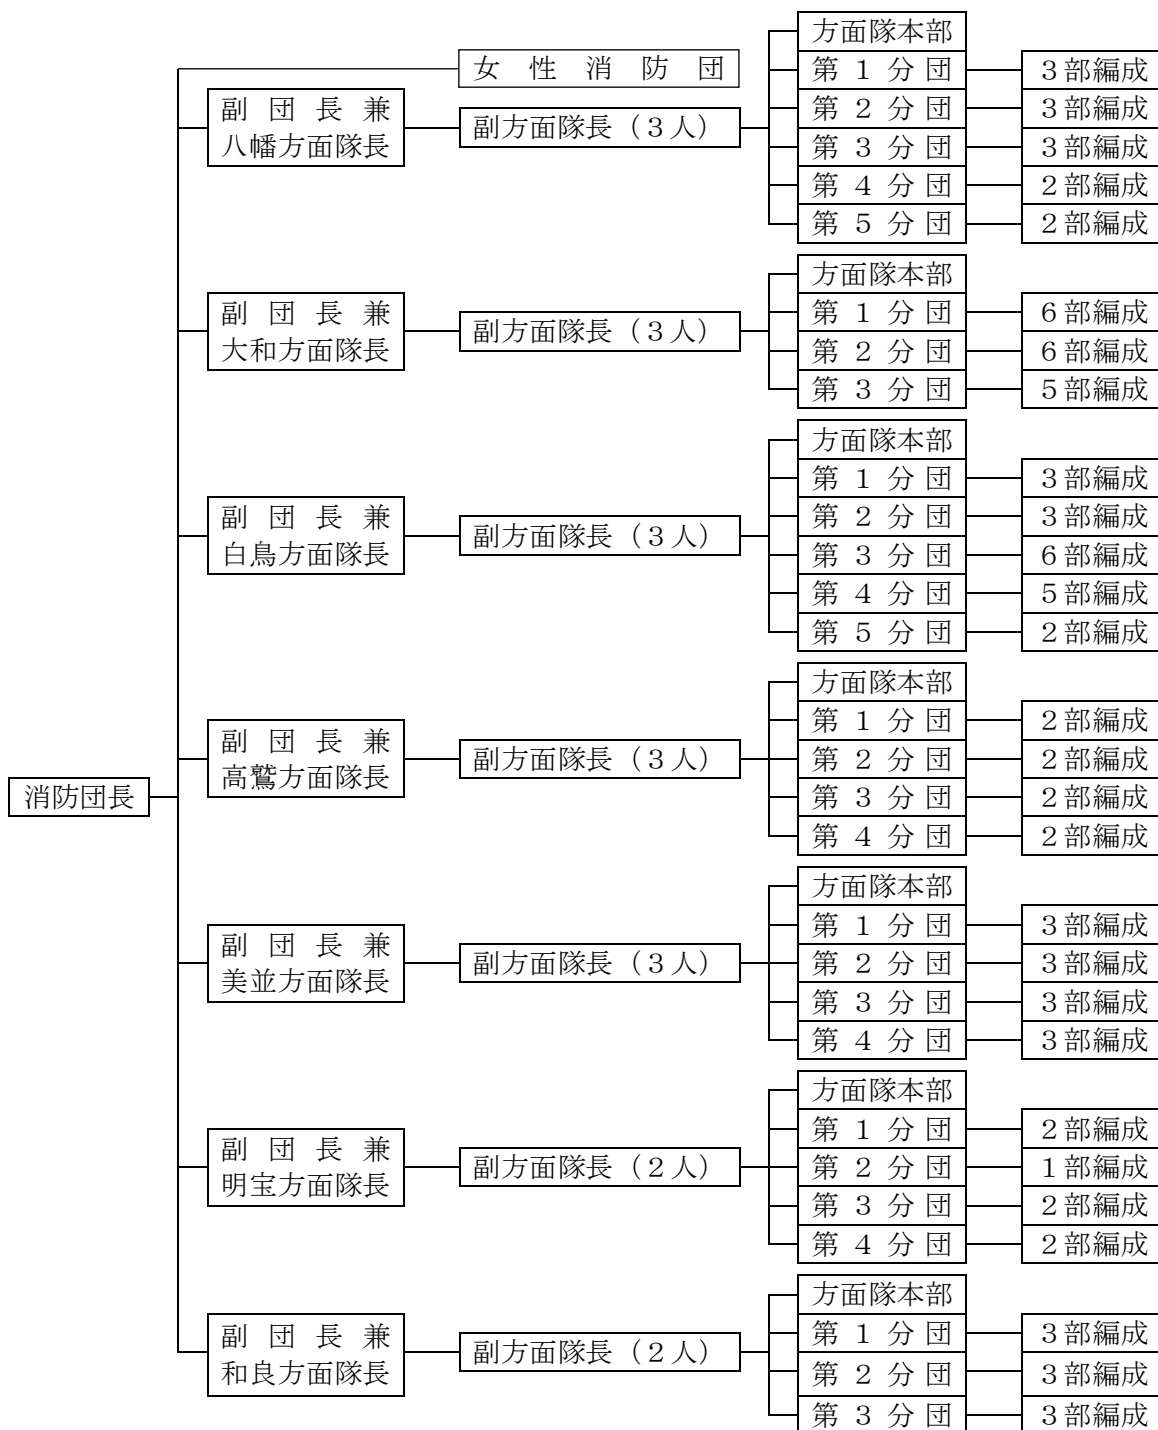 消防団長
女性消防団
副団長兼
八幡方面隊長
副方面隊長（３人）
方面隊本部
第１分団
３部編成
第２分団
３部編成
第３分団
３部編成
第４分団
２部編成
第５分団
２部編成
副団長兼
大和方面隊長
副方面隊長（３人）
方面隊本部
第１分団
６部編成
第２分団
６部編成
第３分団
５部編成
副団長兼
白鳥方面隊長
副方面隊長（３人）
方面隊本部
第１分団
３部編成
第２分団
３部編成
第３分団
６部編成
第４分団
５部編成
第５分団
２部編成
副団長兼
高鷲方面隊長
副方面隊長（３人）
方面隊本部
第１分団
２部編成
第２分団
２部編成
第３分団
２部編成
第４分団
２部編成
副団長兼
美並方面隊長
副方面隊長（３人）
方面隊本部
第１分団
３部編成
第２分団
３部編成
第３分団
３部編成
第４分団
３部編成
副団長兼
明宝方面隊長
副方面隊長（２人）
方面隊本部
第１分団
２部編成
第２分団
１部編成
第３分団
２部編成
第４分団
２部編成
副団長兼
和良方面隊長
副方面隊長（２人）
方面隊本部
第１分団
３部編成
第２分団
３部編成
第３分団
３部編成